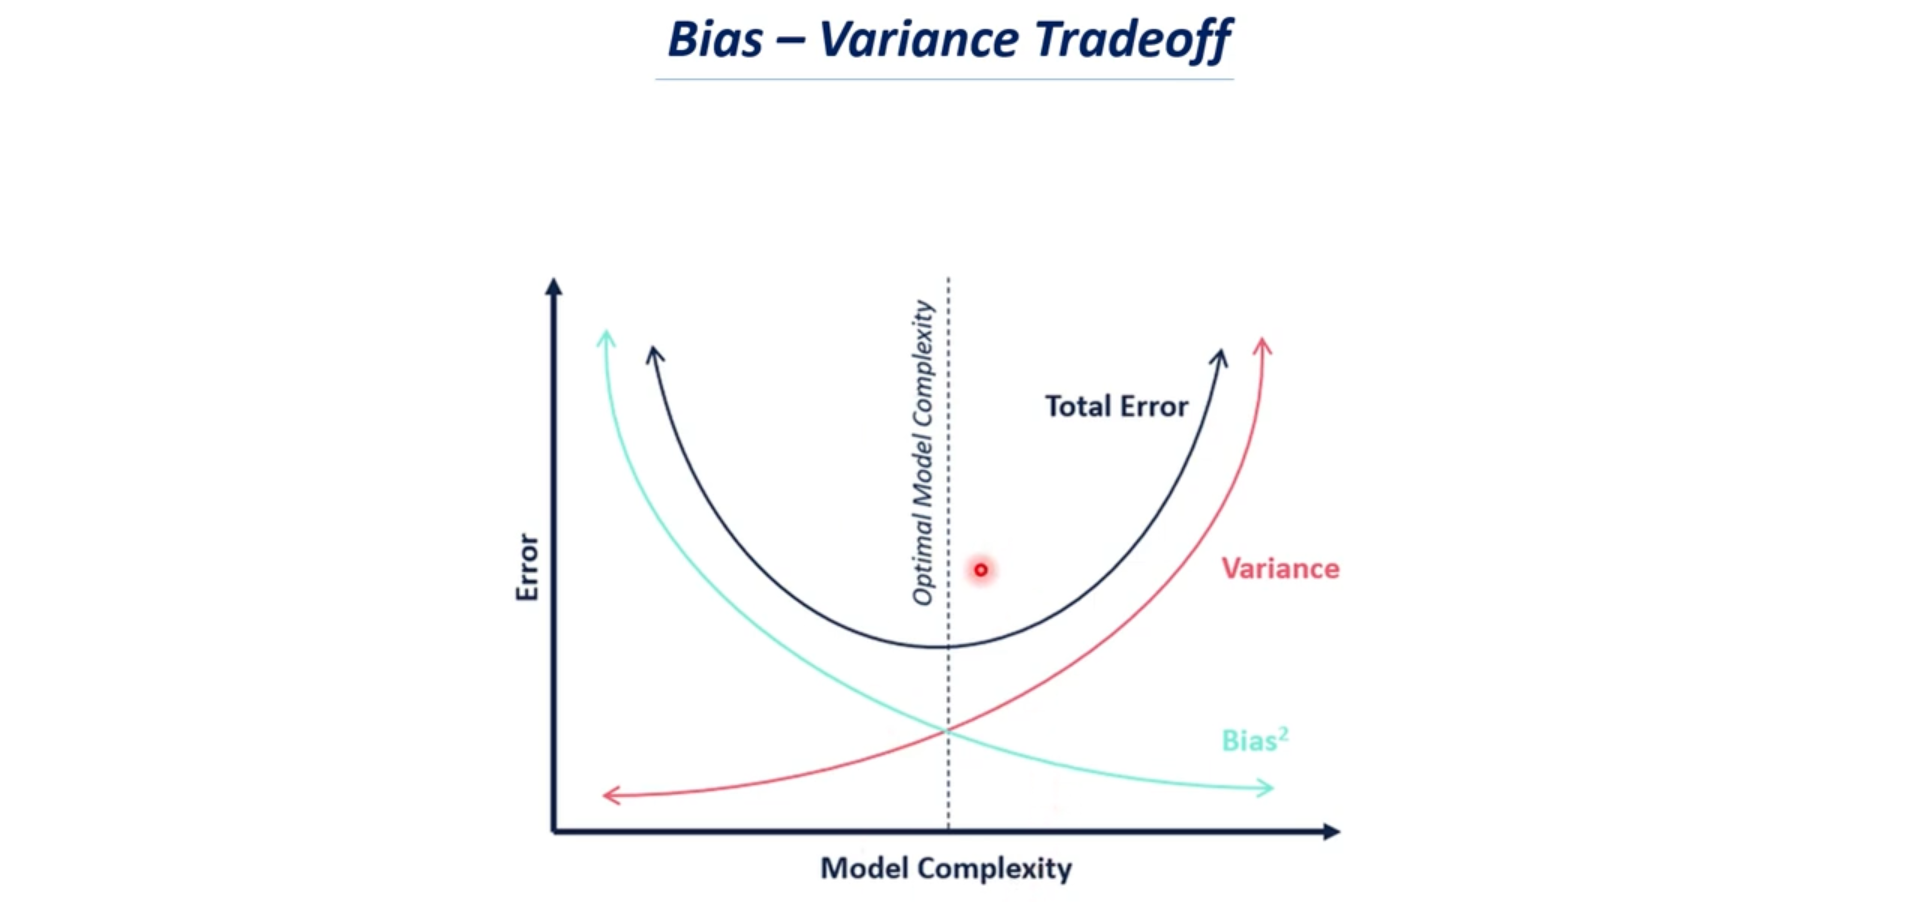 Bias – Variance Tradeoff
Optimal Model Complexity
Total Error
Error
Variance
Bias²
Model Complexity